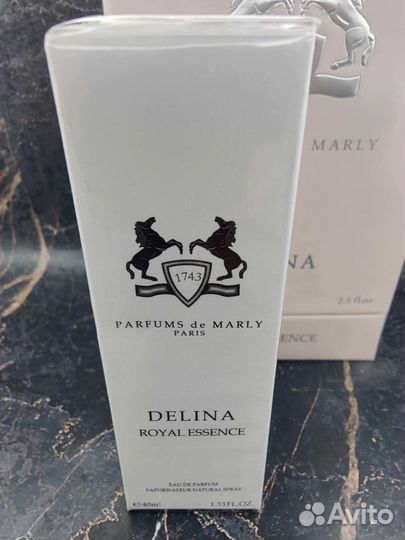 1743
PARFUMS de MARLY
PARIS
DELINA
ROYAL ESSENCE
EAU DE PARFUM
VAPORISATEUR NATURAL SPRAY
℮40ml 1.33FL.OZ
MARLY
NA
2.5 fl.oz
ENCE
Avito